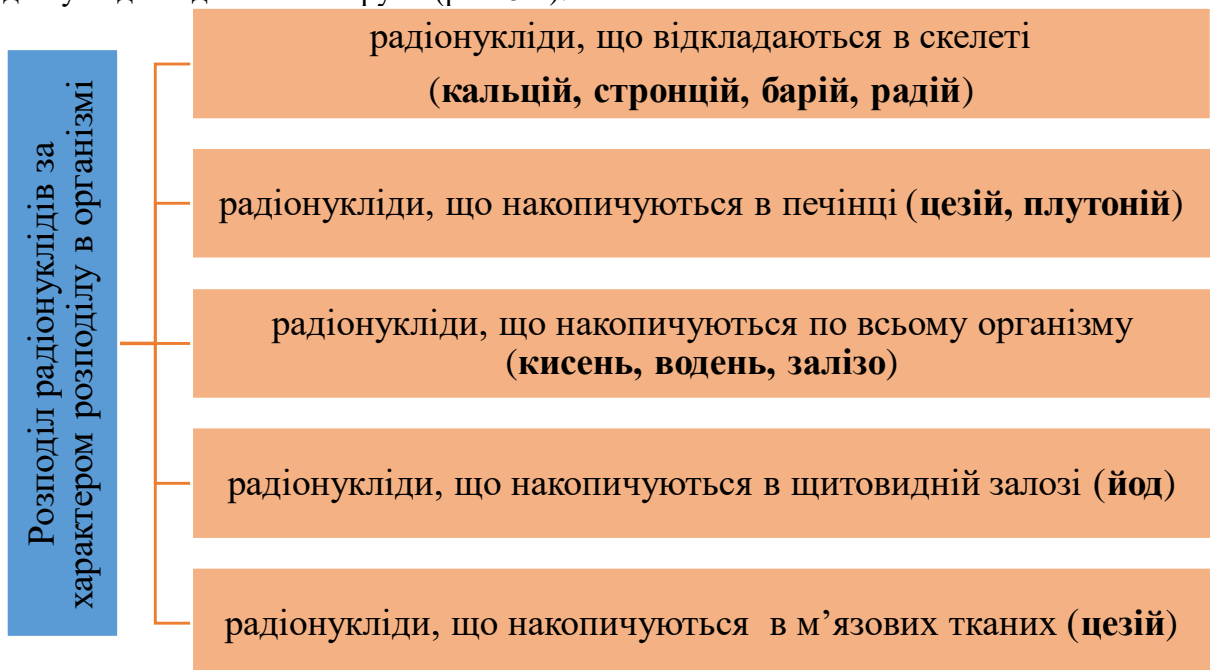 Розподіл радіонуклідів за
характером розподілу в організмі
радіонукліди, що відкладаються в скелеті
(кальцій, стронцій, барій, радій)
радіонукліди, що накопичуються в печінці (цезій, плутоній)
радіонукліди, що накопичуються по всьому організму
(кисень, водень, залізо)
радіонукліди, що накопичуються в щитовидній залозі (йод)
радіонукліди, що накопичуються в м’язових тканих (цезій)